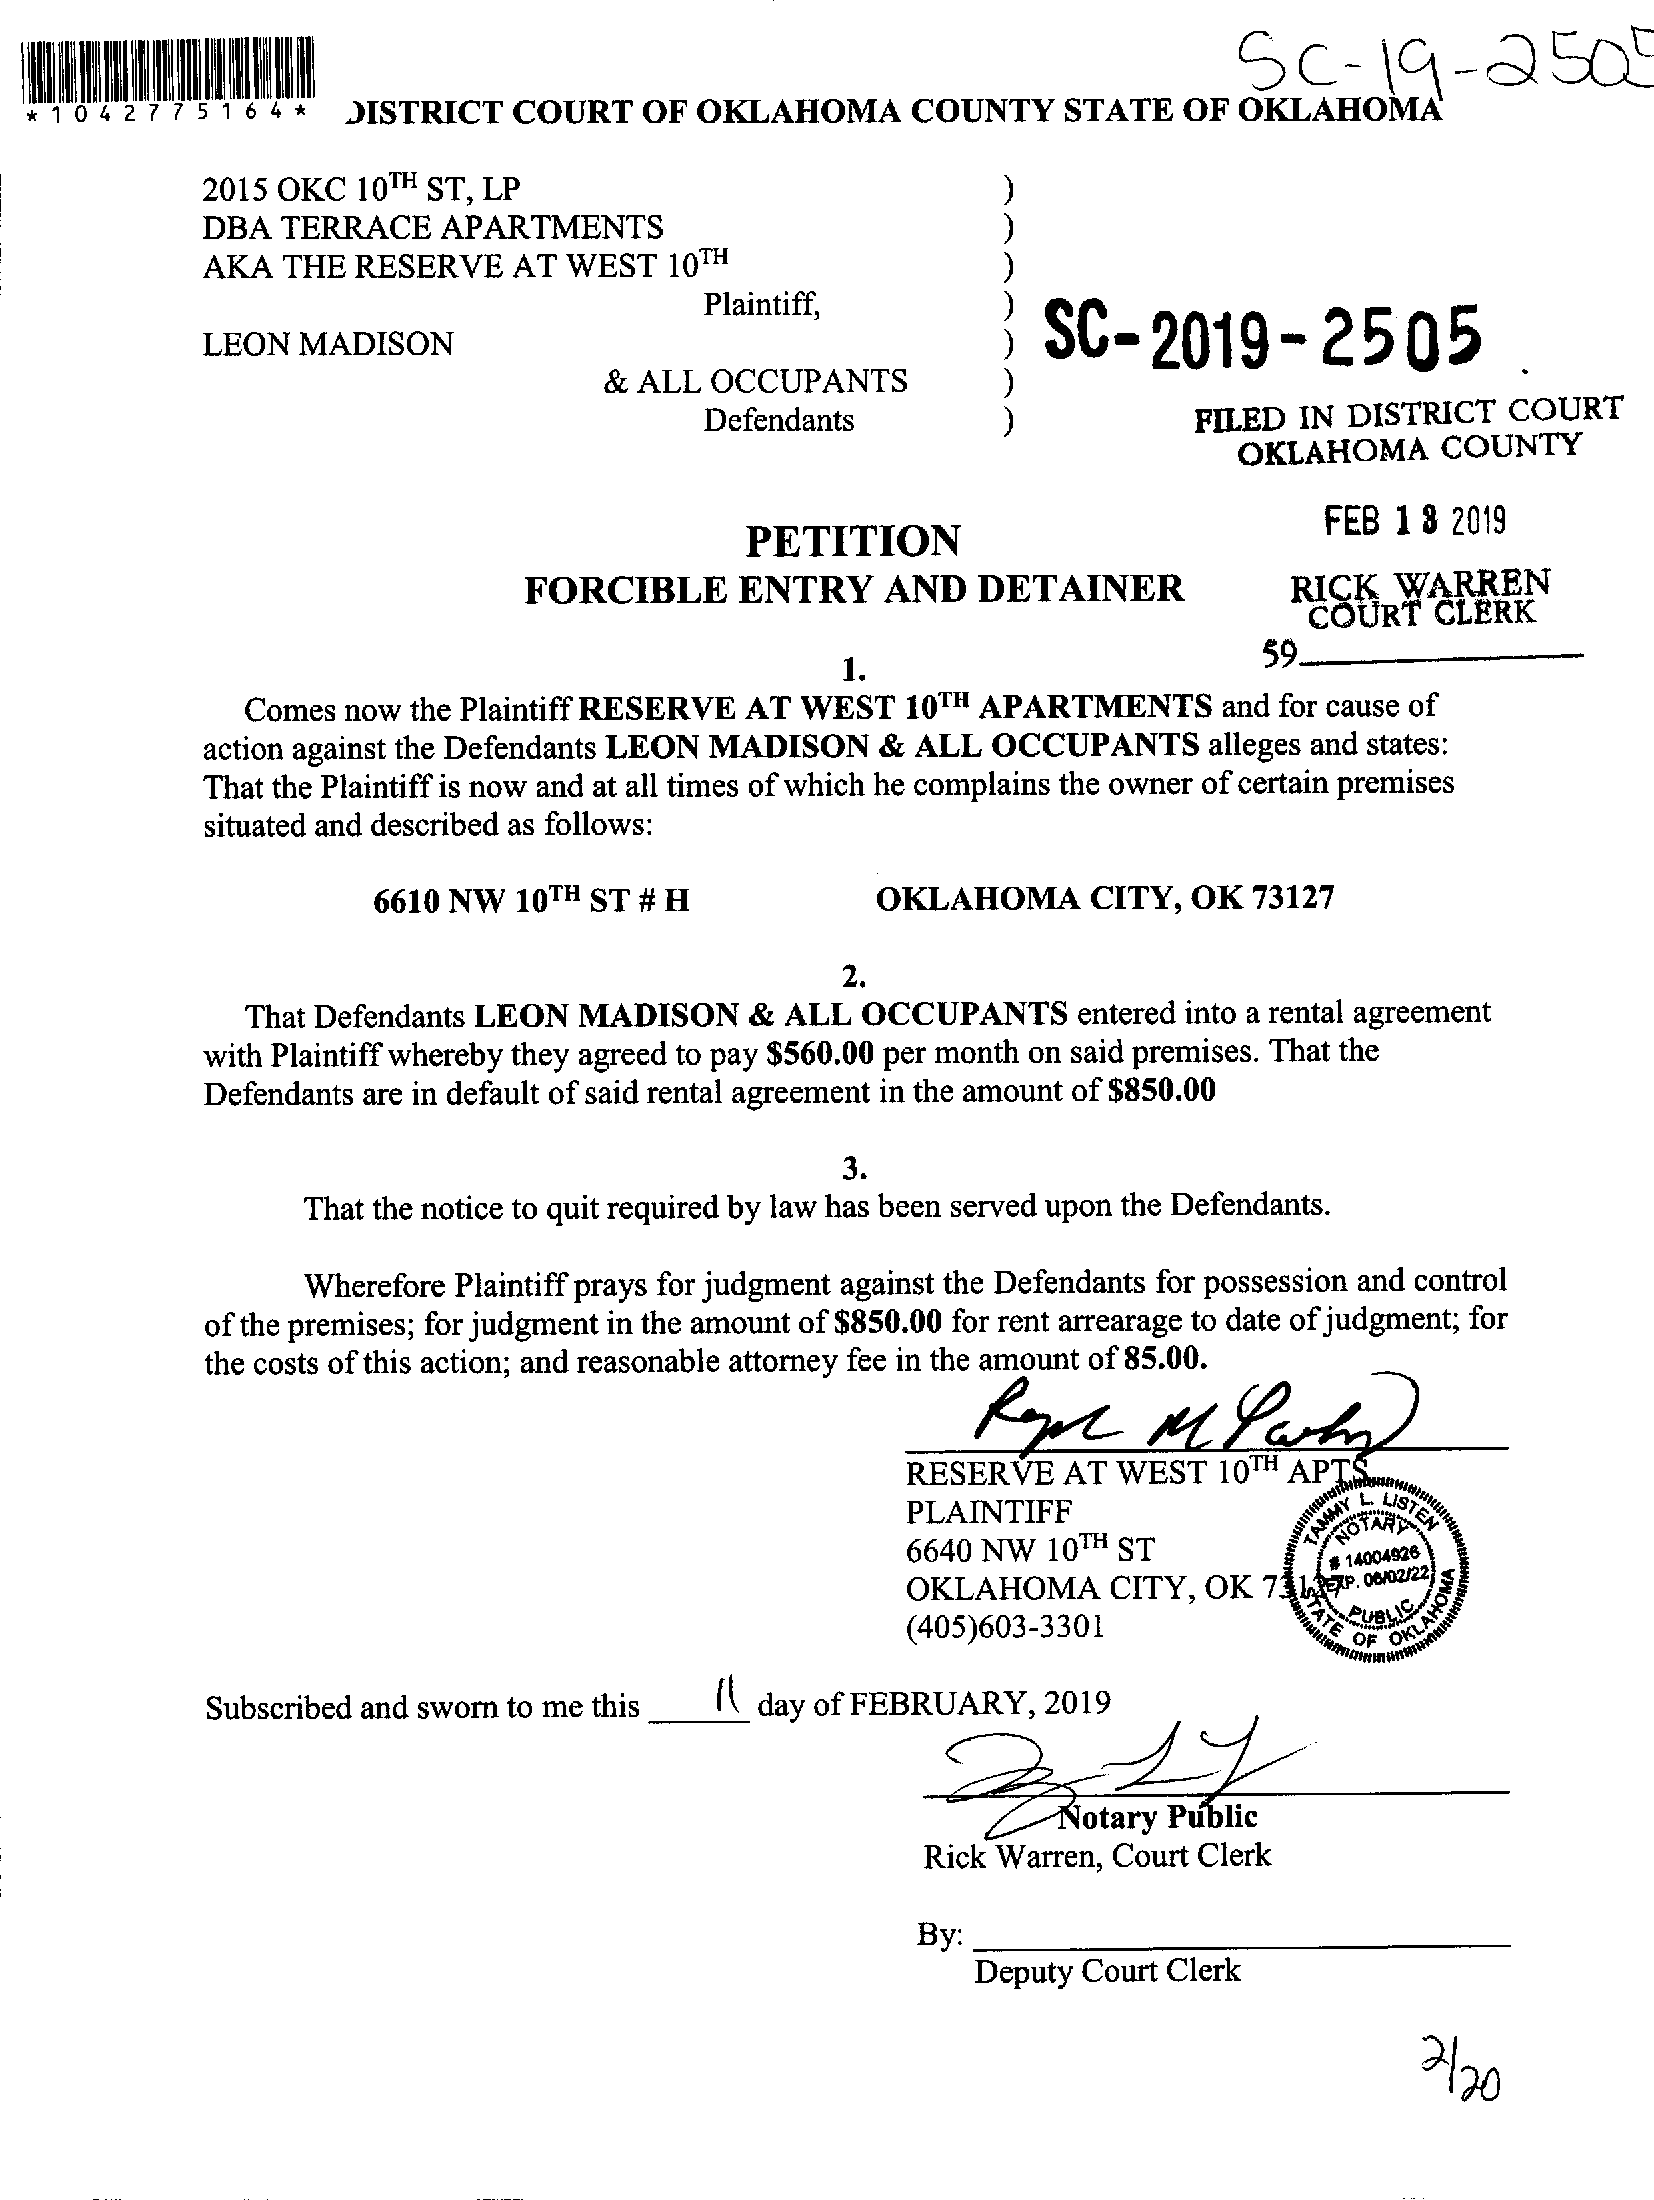 SC-19-2505
*1042775164*
DISTRICT COURT OF OKLAHOMA COUNTY STATE OF OKLAHOMA
2015 OKC 10TH ST, LP )
DBA TERRACE APARTMENTS )
AKA THE RESERVE AT WEST 10TH )
Plaintiff, )
LEON MADISON ) SC-2019-2505
& ALL OCCUPANTS )
Defendants )
FILED IN DISTRICT COURT
OKLAHOMA COUNTY
FEB 13 2019
RICK WARREN
COURT CLERK
59
PETITION
FORCIBLE ENTRY AND DETAINER
1.
Comes now the Plaintiff RESERVE AT WEST 10TH APARTMENTS and for cause of
action against the Defendants LEON MADISON & ALL OCCUPANTS alleges and states:
That the Plaintiff is now and at all times of which he complains the owner of certain premises
situated and described as follows:
6610 NW 10TH ST # H OKLAHOMA CITY, OK 73127
2.
That Defendants LEON MADISON & ALL OCCUPANTS entered into a rental agreement
with Plaintiff whereby they agreed to pay $560.00 per month on said premises. That the
Defendants are in default of said rental agreement in the amount of $850.00
3.
That the notice to quit required by law has been served upon the Defendants.
Wherefore Plaintiff prays for judgment against the Defendants for possession and control
of the premises; for judgment in the amount of $850.00 for rent arrearage to date of judgment; for
the costs of this action; and reasonable attorney fee in the amount of 85.00.
RESERVE AT WEST 10TH APTS
PLAINTIFF
6640 NW 10TH ST
OKLAHOMA CITY, OK 73127
(405)603-3301
TAMMY L. LISTEN
NOTARY
# 14004926
EXP. 06/02/22
PUBLIC
STATE OF OKLAHOMA
Subscribed and sworn to me this 11 day of FEBRUARY, 2019
Notary Public
Rick Warren, Court Clerk
By:
Deputy Court Clerk
2/20